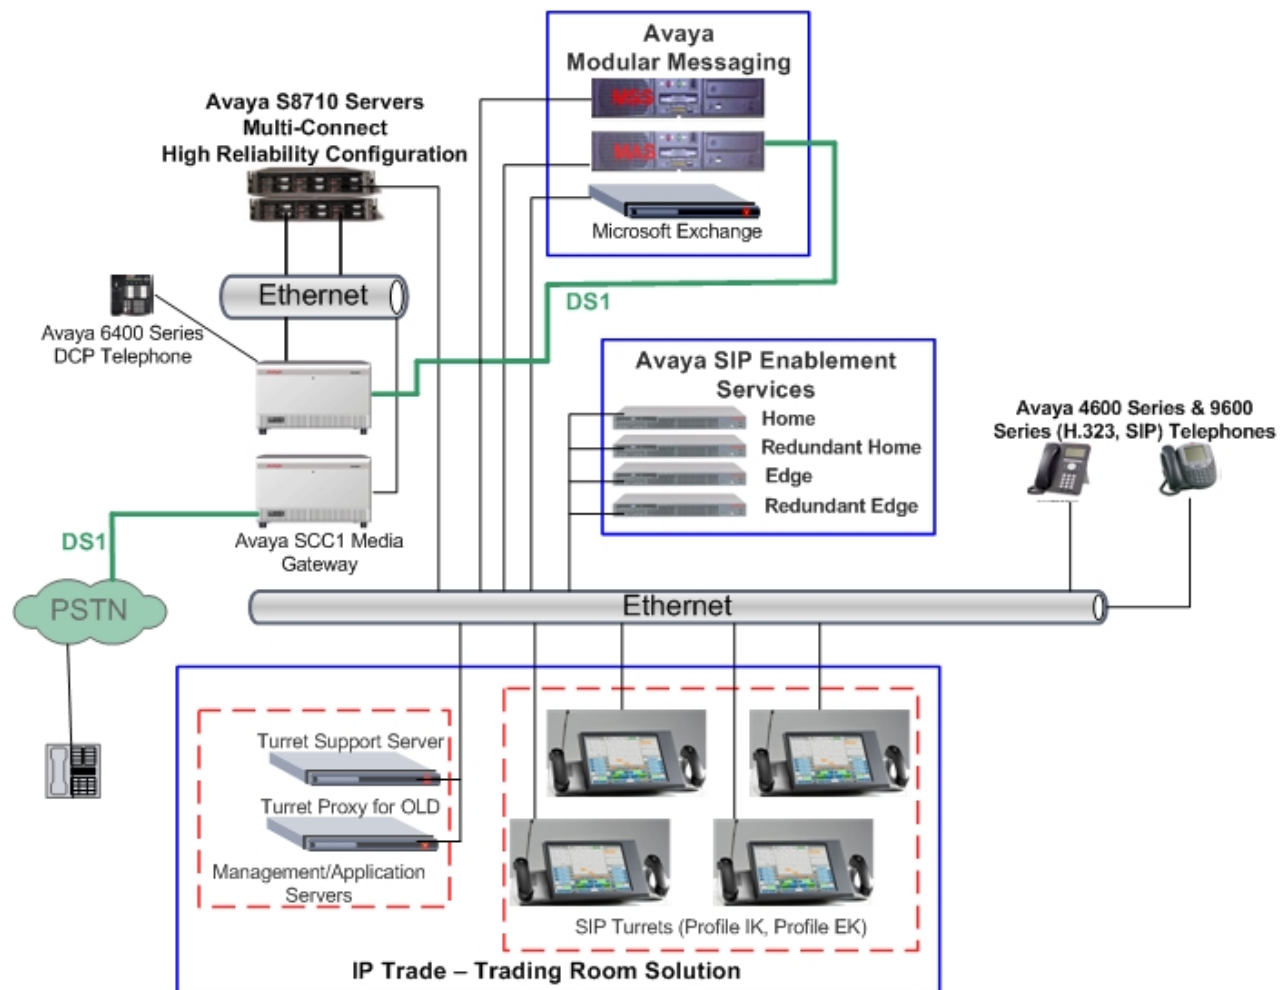 Avaya
Modular Messaging
MSS
MAS
Microsoft Exchange
Avaya S8710 Servers
Multi-Connect
High Reliability Configuration
Ethernet
DS1
Avaya 6400 Series
DCP Telephone
Avaya SIP Enablement
Services
Home
Redundant Home
Edge
Redundant Edge
Avaya 4600 Series & 9600
Series (H.323, SIP) Telephones
Avaya SCC1 Media
Gateway
DS1
PSTN
Ethernet
Turret Support Server
Turret Proxy for OLD
Management/Application
Servers
SIP Turrets (Profile IK, Profile EK)
IP Trade – Trading Room Solution